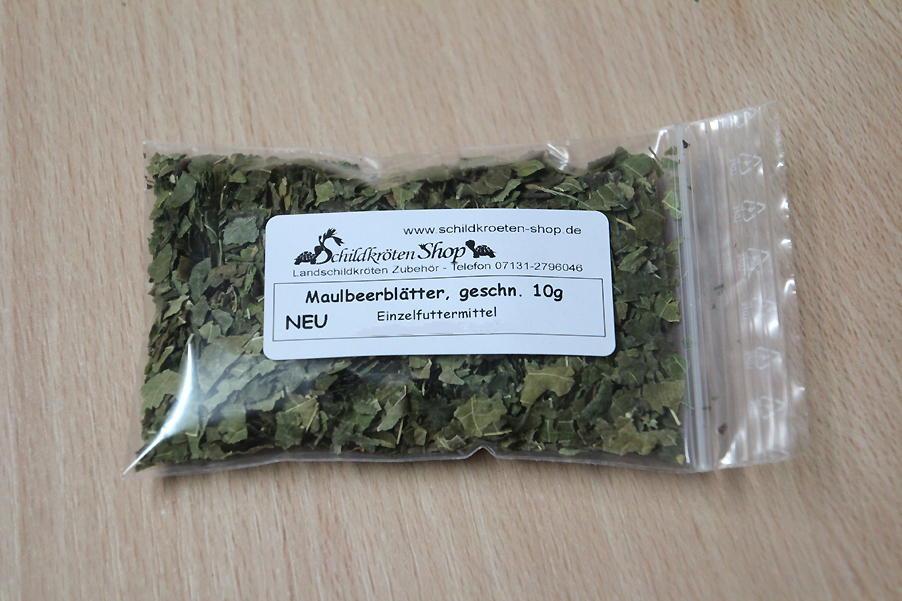 www.schildkroeten-shop.de
Schildkröten Shop
Landschildkröten Zubehör - Telefon 07131-2796046
Maulbeerblätter, geschn. 10g
NEU
Einzelfuttermittel